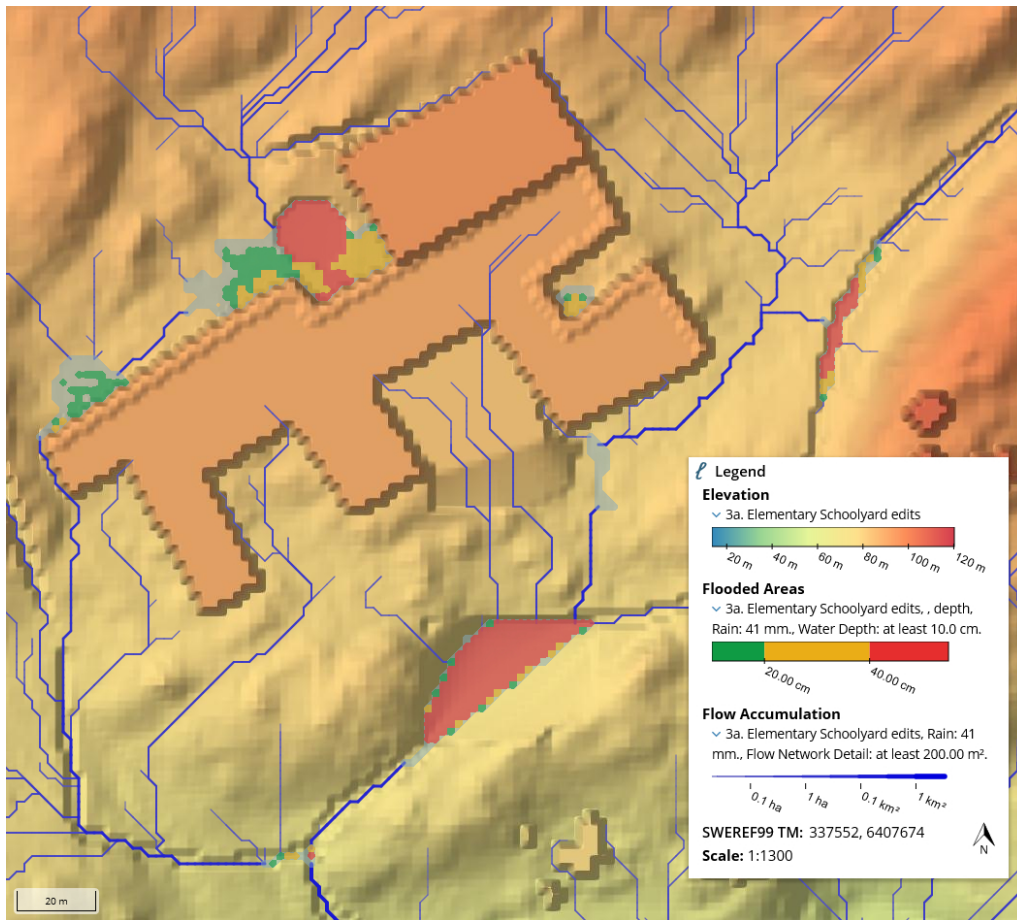 Legend
Elevation
3a. Elementary Schoolyard edits
20 m 40 m 60 m 80 m 100 m 120 m
Flooded Areas
3a. Elementary Schoolyard edits, , depth,
Rain: 41 mm., Water Depth: at least 10.0 cm.
20.00 cm 40.00 cm
Flow Accumulation
3a. Elementary Schoolyard edits, Rain: 41
mm., Flow Network Detail: at least 200.00 m².
0.1 ha 1 ha 0.1 km² 1 km²
SWEREF99 TM: 337552, 6407674
Scale: 1:1300
N
20 m